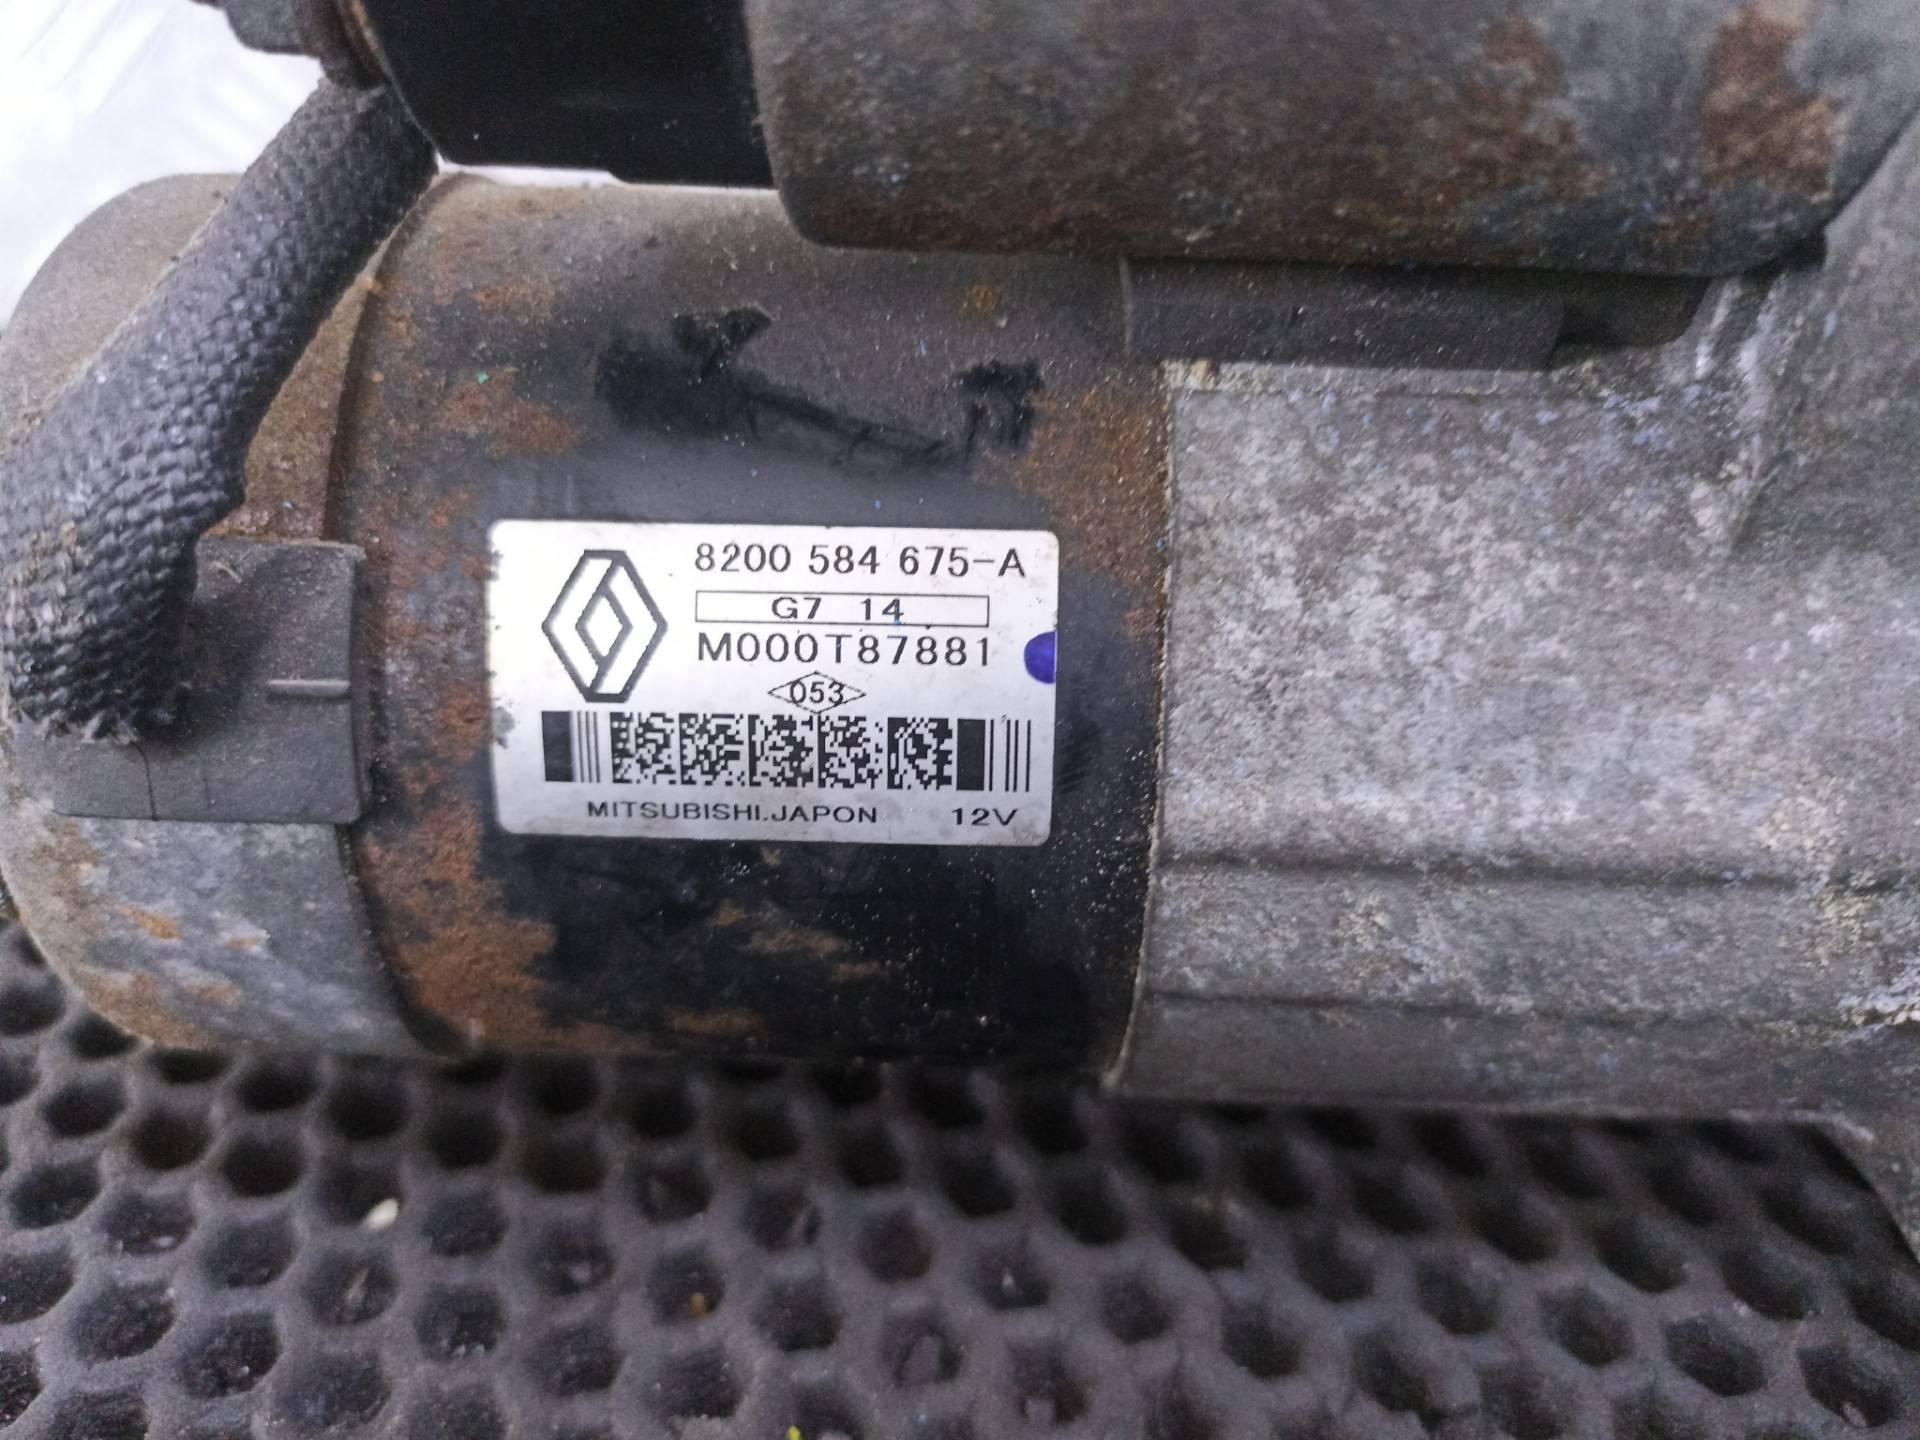 8200 584 675-A
G7 14
M000T87881
053
MITSUBISHI.JAPON 12V